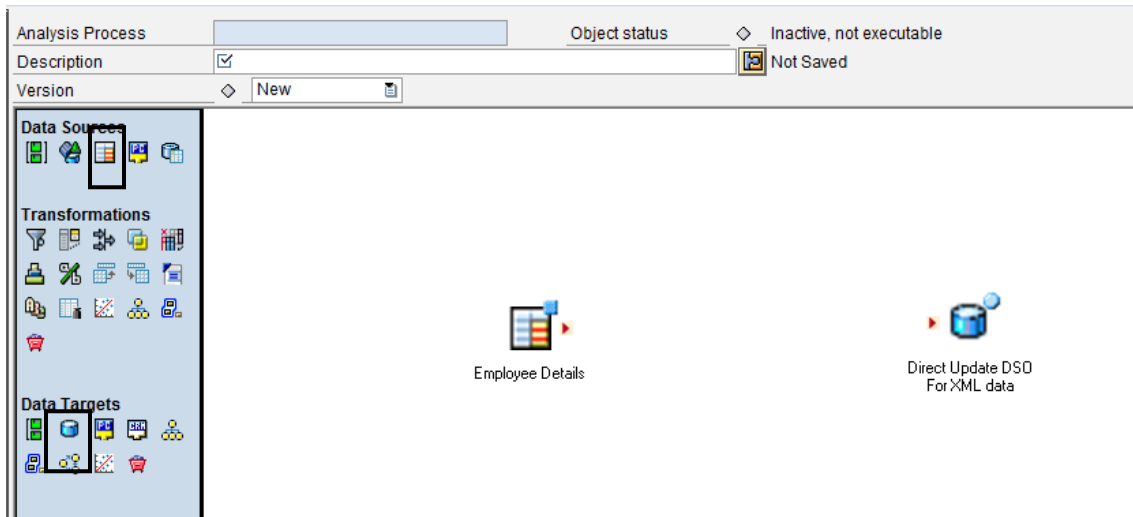 Analysis Process Object status Inactive, not executable
Description Not Saved
Version New
Data Sources
Transformations
Employee Details
Direct Update DSO
For XML data
Data Targets